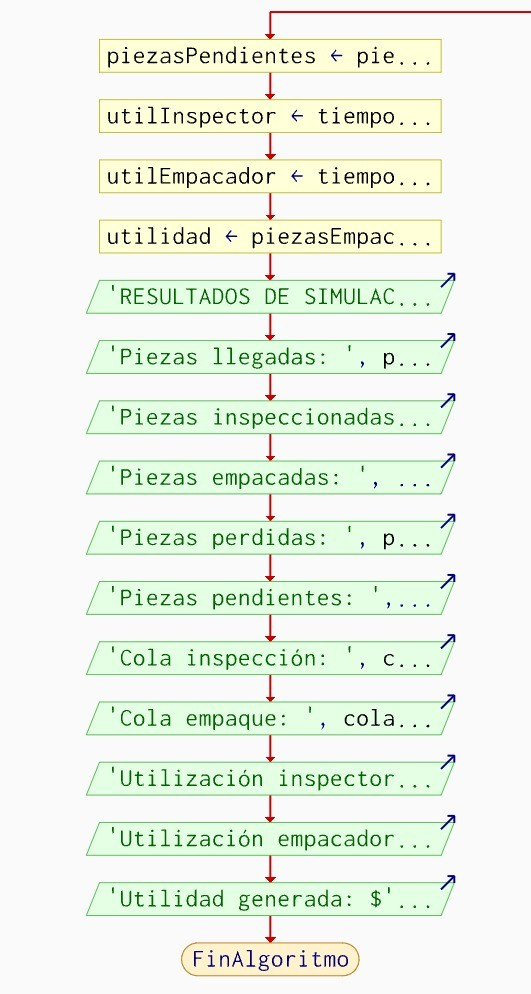 piezasPendientes ← pie...
utilInspector ← tiempo...
utilEmpacador ← tiempo...
utilidad ← piezasEmpac...
'RESULTADOS DE SIMULAC...
'Piezas llegadas: ', p...
'Piezas inspeccionadas...
'Piezas empacadas: ', ...
'Piezas perdidas: ', p...
'Piezas pendientes: ',...
'Cola inspección: ', c...
'Cola empaque: ', cola...
'Utilización inspector...
'Utilización empacador...
'Utilidad generada: $'...
FinAlgoritmo